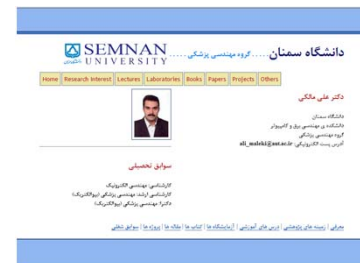 دانشگاه سمنان..... گروه مهندسی پزشکی .....
SEMNAN
UNIVERSITY
Home Research Interest Lectures Laboratories Books Papers Projects Others
دکتر علی مالکی
دانشگاه سمنان
دانشکده ی مهندسی برق و کامپیوتر
گروه مهندسی پزشکی
آدرس پست الکترونیکی: ali_maleki@aut.ac.ir
سوابق تحصیلی
کارشناسی: مهندسی الکترونیک
کارشناسی ارشد: مهندسی پزشکی (بیوالکتریک)
دکترا: مهندسی پزشکی (بیوالکتریک)
معرفی | زمینه های پژوهشی | درس های آموزشی | آزمایشگاه ها | کتاب ها | مقاله ها | پروژه ها | سوابق شغلی